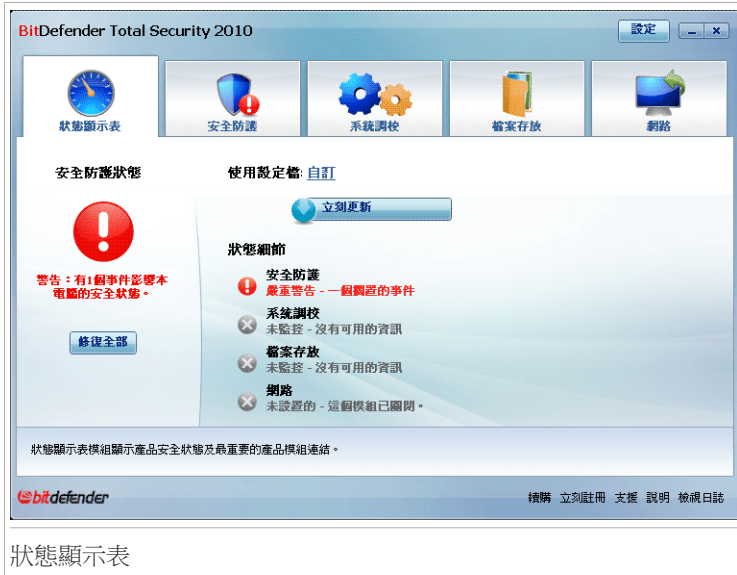 BitDefender Total Security 2010
設定
狀態顯示表
安全防護
系統調校
檔案存放
網路
安全防護狀態
警告：有1個事件影響本
電腦的安全狀態。
修復全部
使用設定檔: 自訂
立刻更新
狀態細節
安全防護
嚴重警告 - 一個擱置的事件
系統調校
未監控 - 沒有可用的資訊
檔案存放
未監控 - 沒有可用的資訊
網路
未設置的 - 這個模組已關閉。
狀態顯示表模組顯示產品安全狀態及最重要的產品模組連結。
bitdefender
續購 立刻註冊 支援 說明 檢視日誌
狀態顯示表